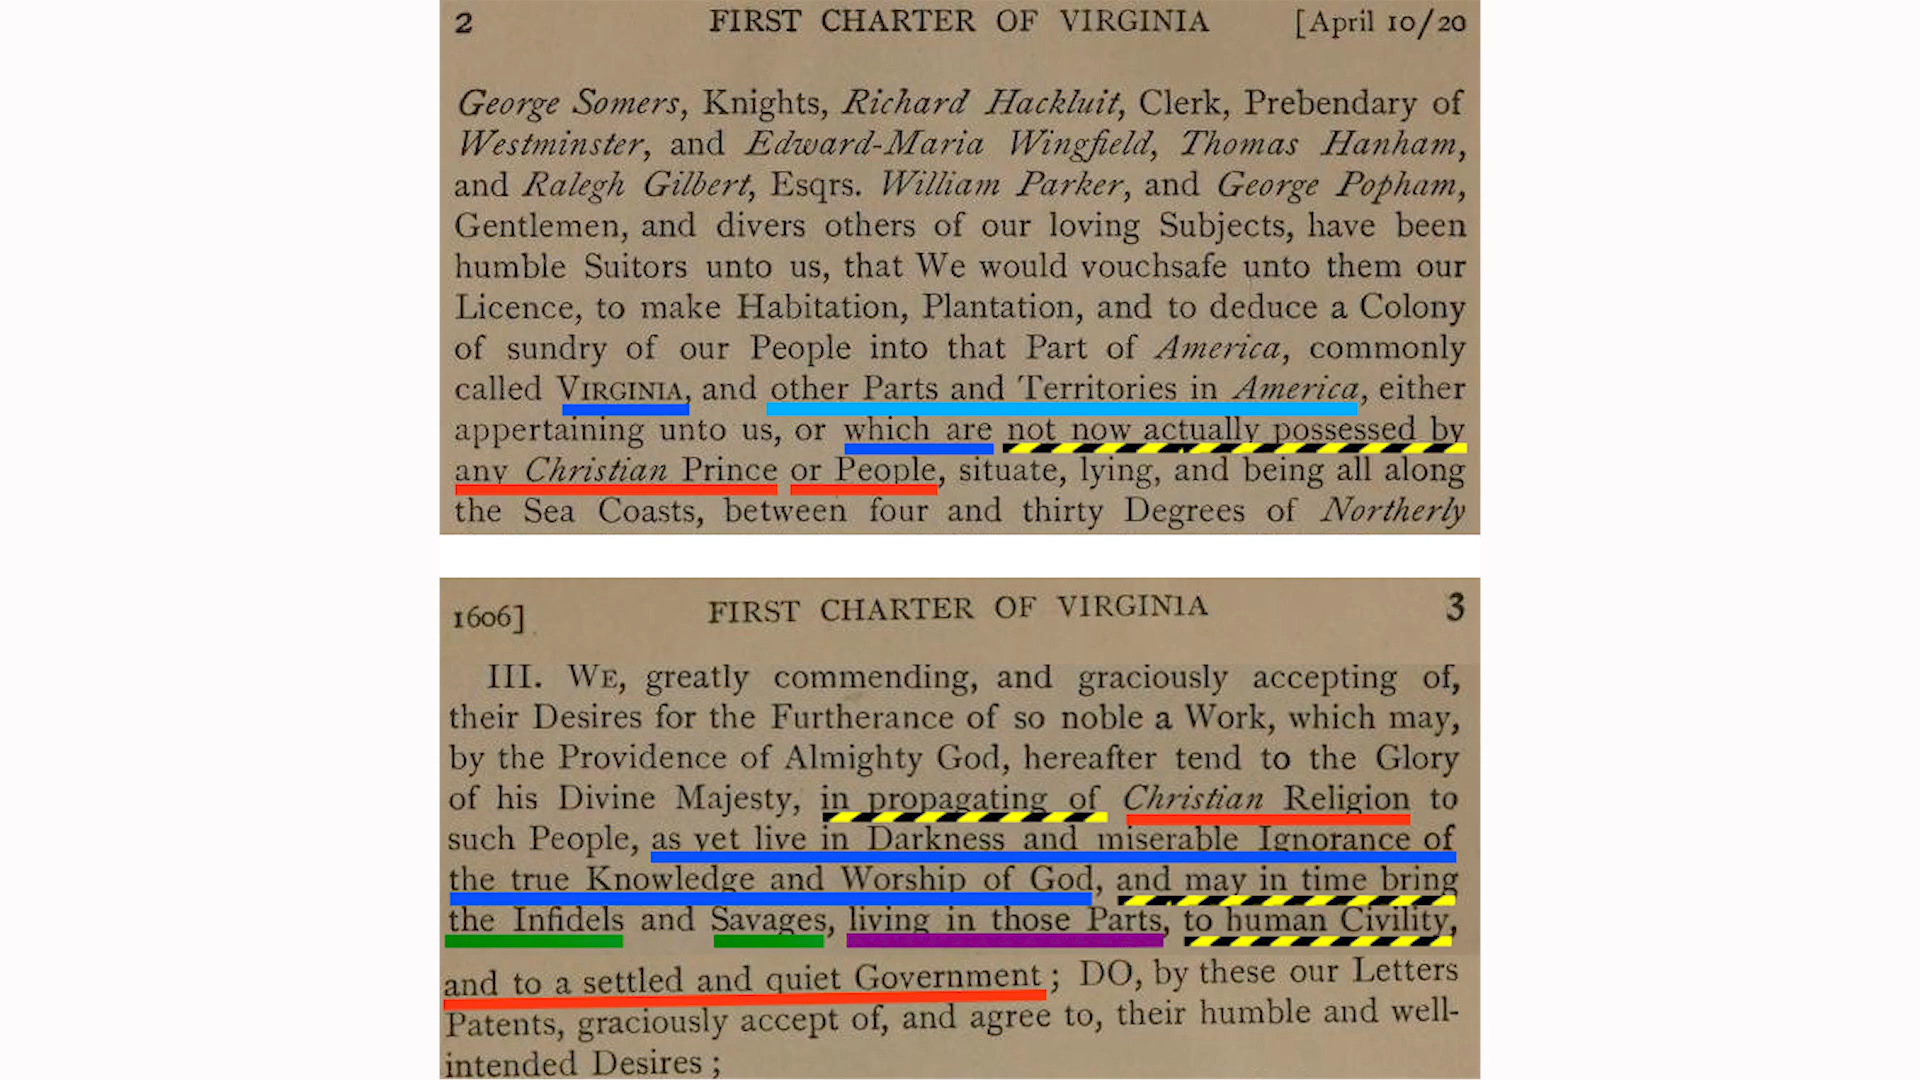 2 FIRST CHARTER OF VIRGINIA [April 10/20
George Somers, Knights, Richard Hackluit, Clerk, Prebendary of
Westminster, and Edward-Maria Wingfield, Thomas Hanham,
and Ralegh Gilbert, Esqrs. William Parker, and George Popham,
Gentlemen, and divers others of our loving Subjects, have been
humble Suitors unto us, that We would vouchsafe unto them our
Licence, to make Habitation, Plantation, and to deduce a Colony
of sundry of our People into that Part of America, commonly
called VIRGINIA, and other Parts and Territories in America, either
appertaining unto us, or which are not now actually possessed by
any Christian Prince or People, situate, lying, and being all along
the Sea Coasts, between four and thirty Degrees of Northerly
1606] FIRST CHARTER OF VIRGINIA 3
III. WE, greatly commending, and graciously accepting of,
their Desires for the Furtherance of so noble a Work, which may,
by the Providence of Almighty God, hereafter tend to the Glory
of his Divine Majesty, in propagating of Christian Religion to
such People, as yet live in Darkness and miserable Ignorance of
the true Knowledge and Worship of God, and may in time bring
the Infidels and Savages, living in those Parts, to human Civility,
and to a settled and quiet Government; DO, by these our Letters
Patents, graciously accept of, and agree to, their humble and well-
intended Desires;